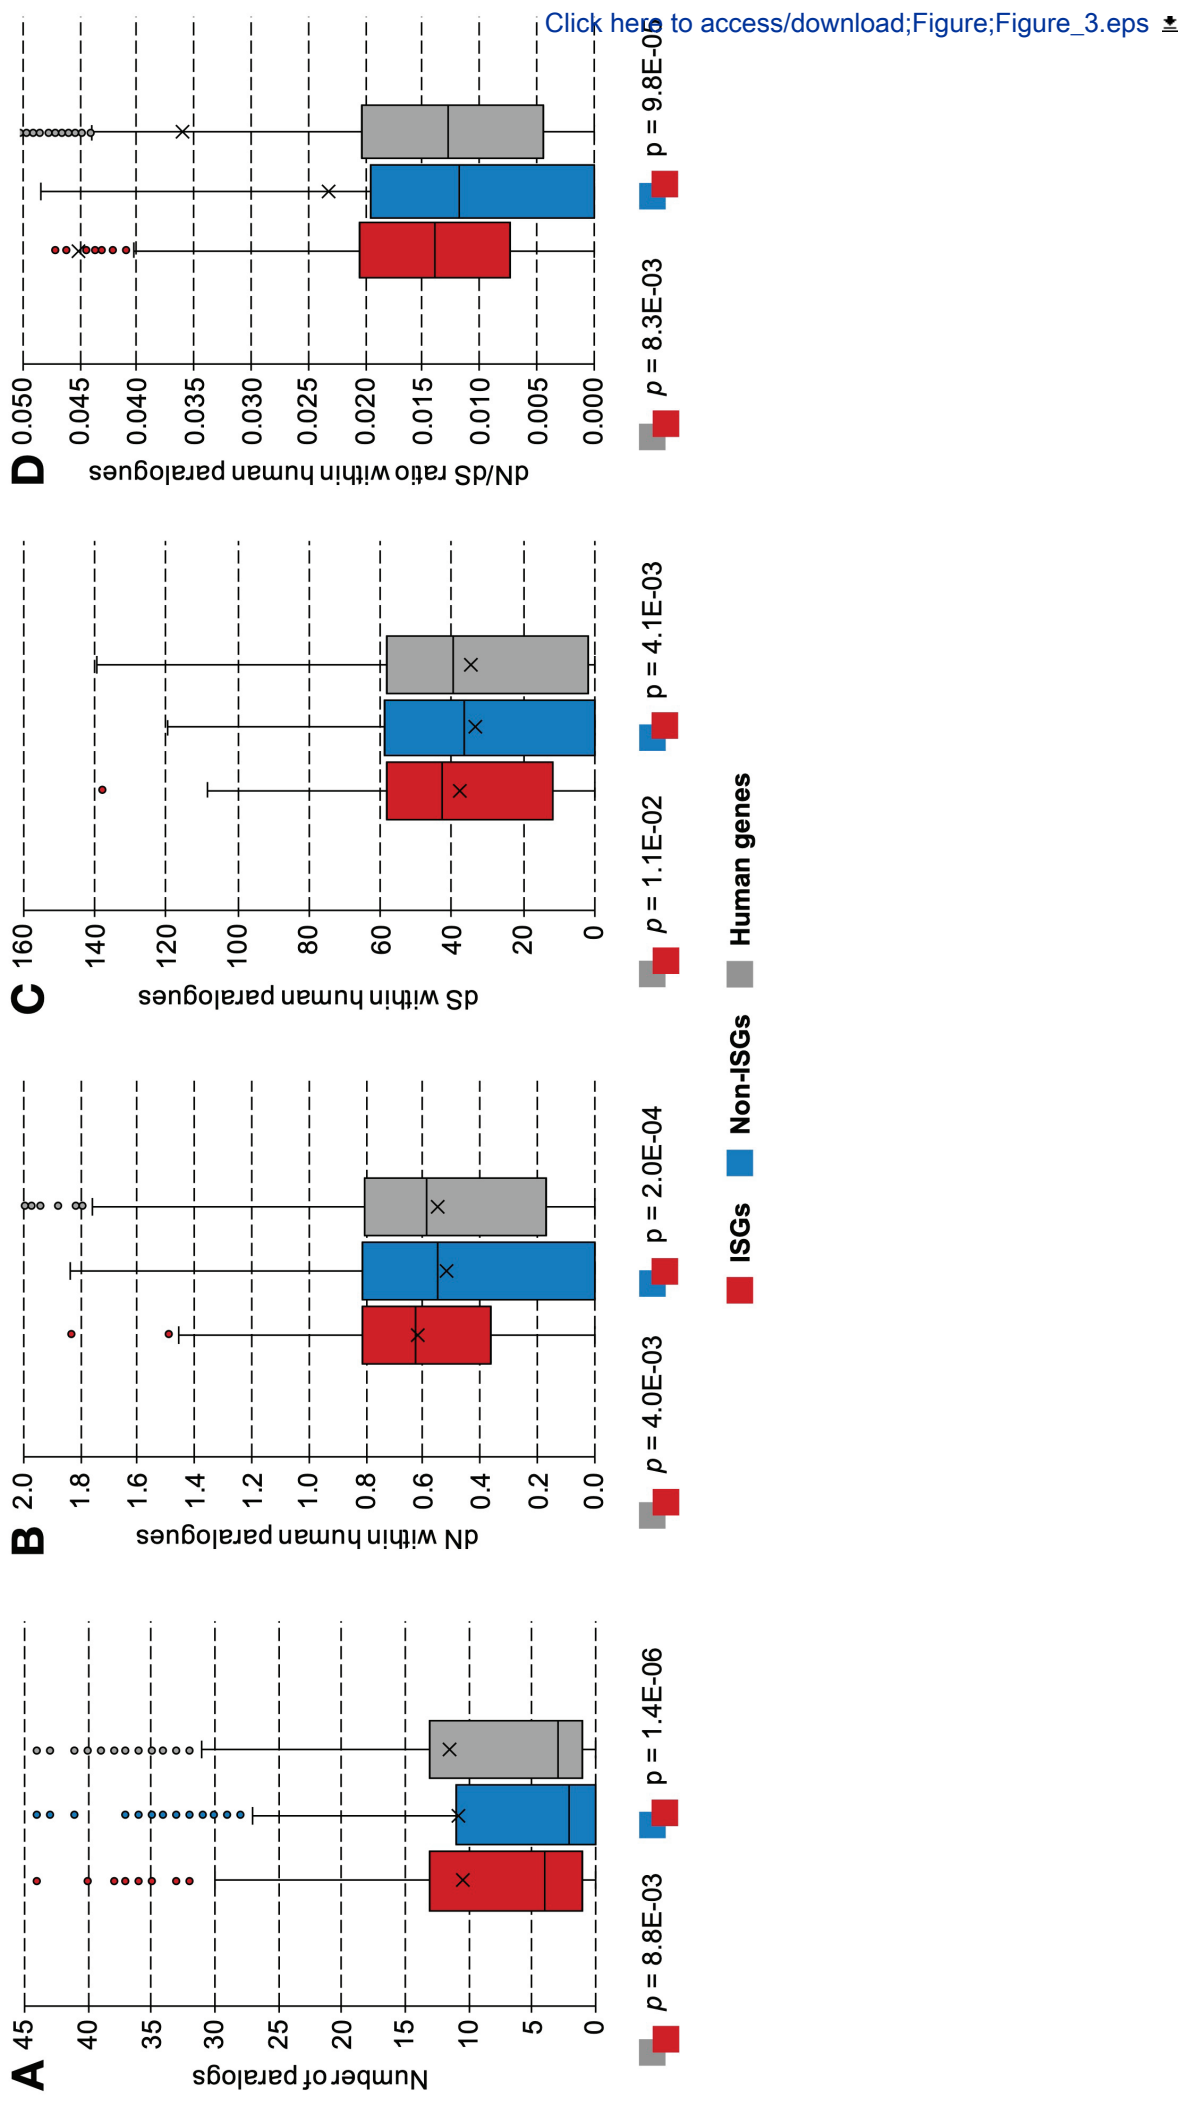 Click here to access/download;Figure;Figure_3.eps
A
Number of paralogs
45
40
35
30
25
20
15
10
5
0
p = 8.8E-03
p = 1.4E-06
B
dN within human paralogues
2.0
1.8
1.6
1.4
1.2
1.0
0.8
0.6
0.4
0.2
0.0
p = 4.0E-03
p = 2.0E-04
C
dS within human paralogues
160
140
120
100
80
60
40
20
0
p = 1.1E-02
p = 4.1E-03
D
dN/dS ratio within human paralogues
0.050
0.045
0.040
0.035
0.030
0.025
0.020
0.015
0.010
0.005
0.000
p = 8.3E-03
p = 9.8E-05
ISGs
Non-ISGs
Human genes